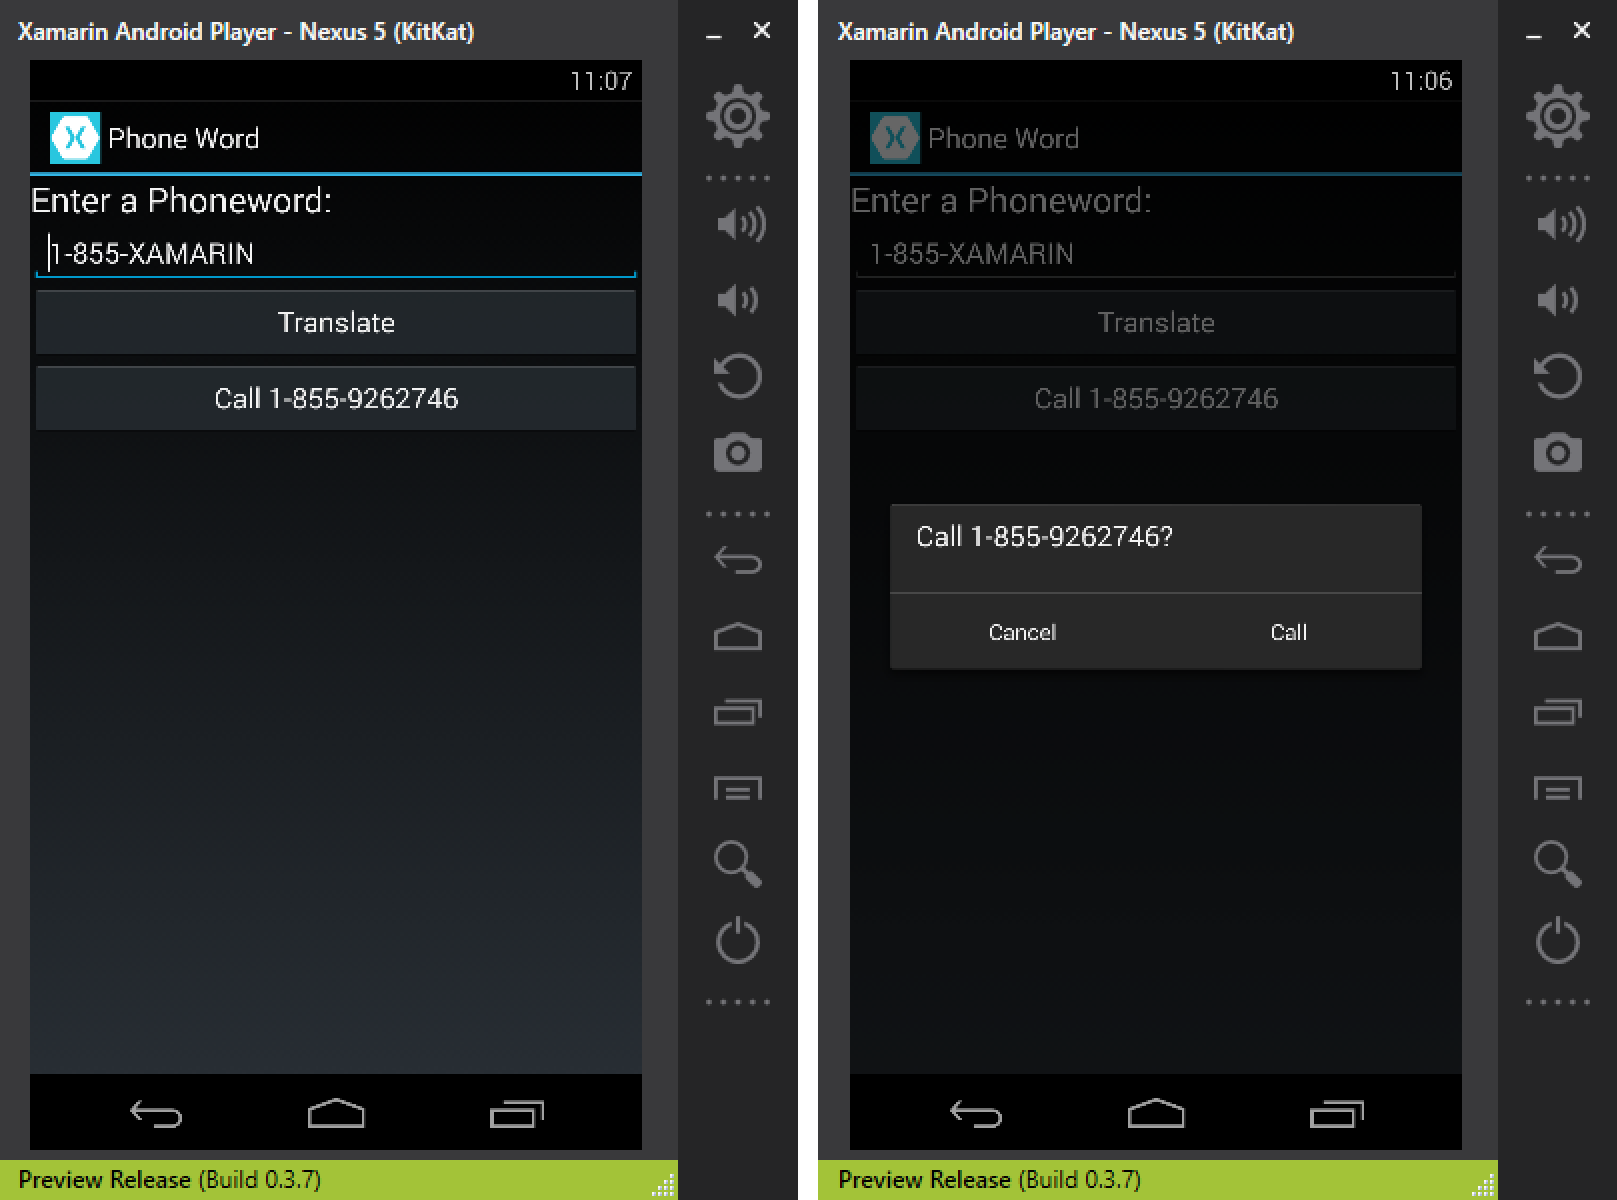 Xamarin Android Player - Nexus 5 (KitKat)
11:07
Phone Word
Enter a Phoneword:
1-855-XAMARIN
Translate
Call 1-855-9262746
Preview Release (Build 0.3.7)
Xamarin Android Player - Nexus 5 (KitKat)
11:06
Phone Word
Enter a Phoneword:
1-855-XAMARIN
Translate
Call 1-855-9262746
Call 1-855-9262746?
Cancel Call
Preview Release (Build 0.3.7)